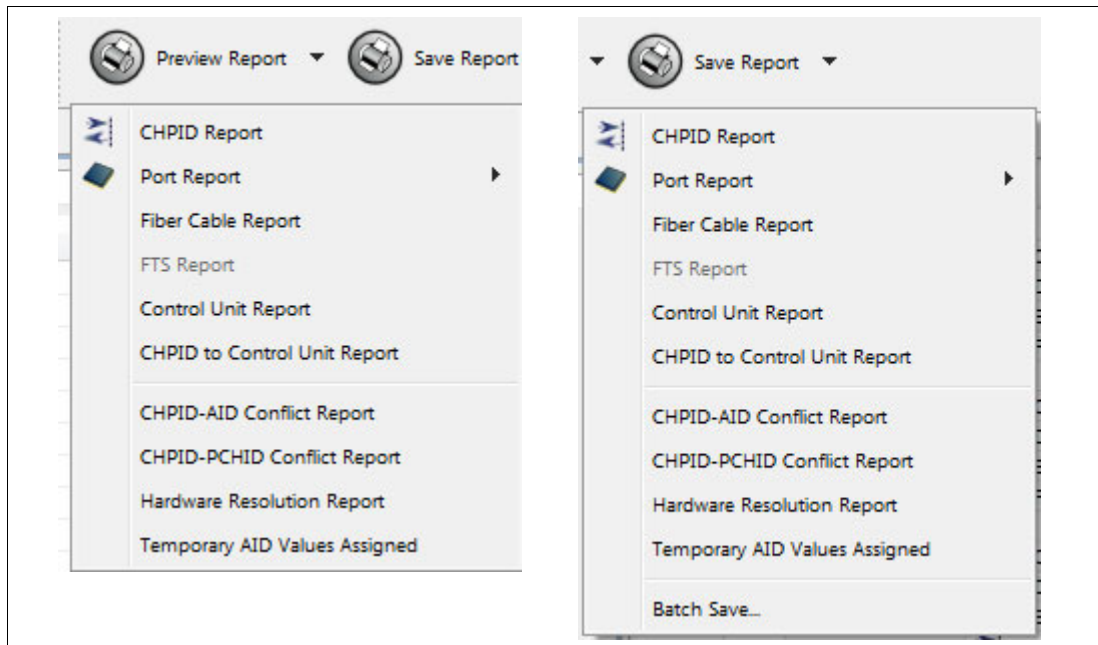 Preview Report
Save Report
CHPID Report
Port Report
Fiber Cable Report
FTS Report
Control Unit Report
CHPID to Control Unit Report
CHPID-AID Conflict Report
CHPID-PCHID Conflict Report
Hardware Resolution Report
Temporary AID Values Assigned
Save Report
CHPID Report
Port Report
Fiber Cable Report
FTS Report
Control Unit Report
CHPID to Control Unit Report
CHPID-AID Conflict Report
CHPID-PCHID Conflict Report
Hardware Resolution Report
Temporary AID Values Assigned
Batch Save...